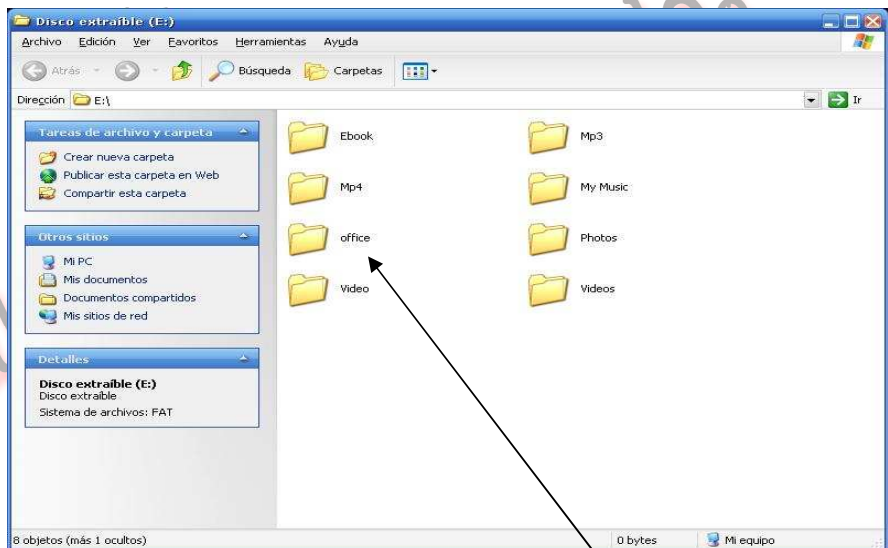 Disco extraíble (E:)
Archivo Edición Ver Favoritos Herramientas Ayuda
Atrás Búsqueda Carpetas
Dirección E:\ Ir
Tareas de archivo y carpeta
Crear nueva carpeta
Publicar esta carpeta en Web
Compartir esta carpeta
Otros sitios
Mi PC
Mis documentos
Documentos compartidos
Mis sitios de red
Detalles
Disco extraíble (E:)
Disco extraíble
Sistema de archivos: FAT
Ebook Mp3
Mp4 My Music
office Photos
Video Videos
8 objetos (más 1 ocultos) 0 bytes Mi equipo